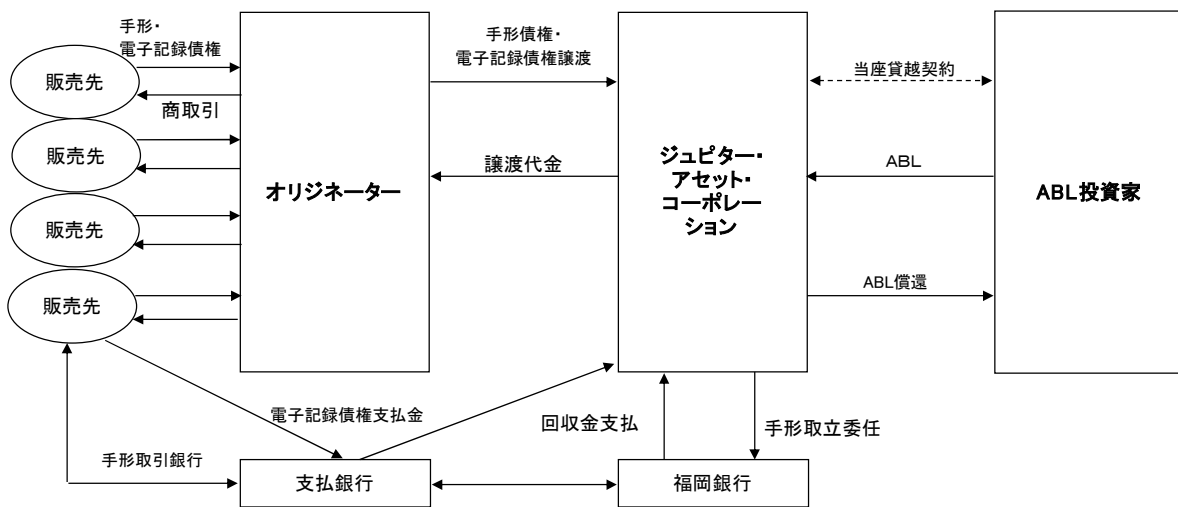 手形・
電子記録債権
販売先
商取引
販売先
販売先
販売先
オリジネーター
手形債権・
電子記録債権譲渡
譲渡代金
ジュピター・
アセット・
コーポレー
ション
当座貸越契約
ABL
ABL償還
ABL投資家
電子記録債権支払金
回収金支払
手形取立委任
手形取引銀行
支払銀行
福岡銀行